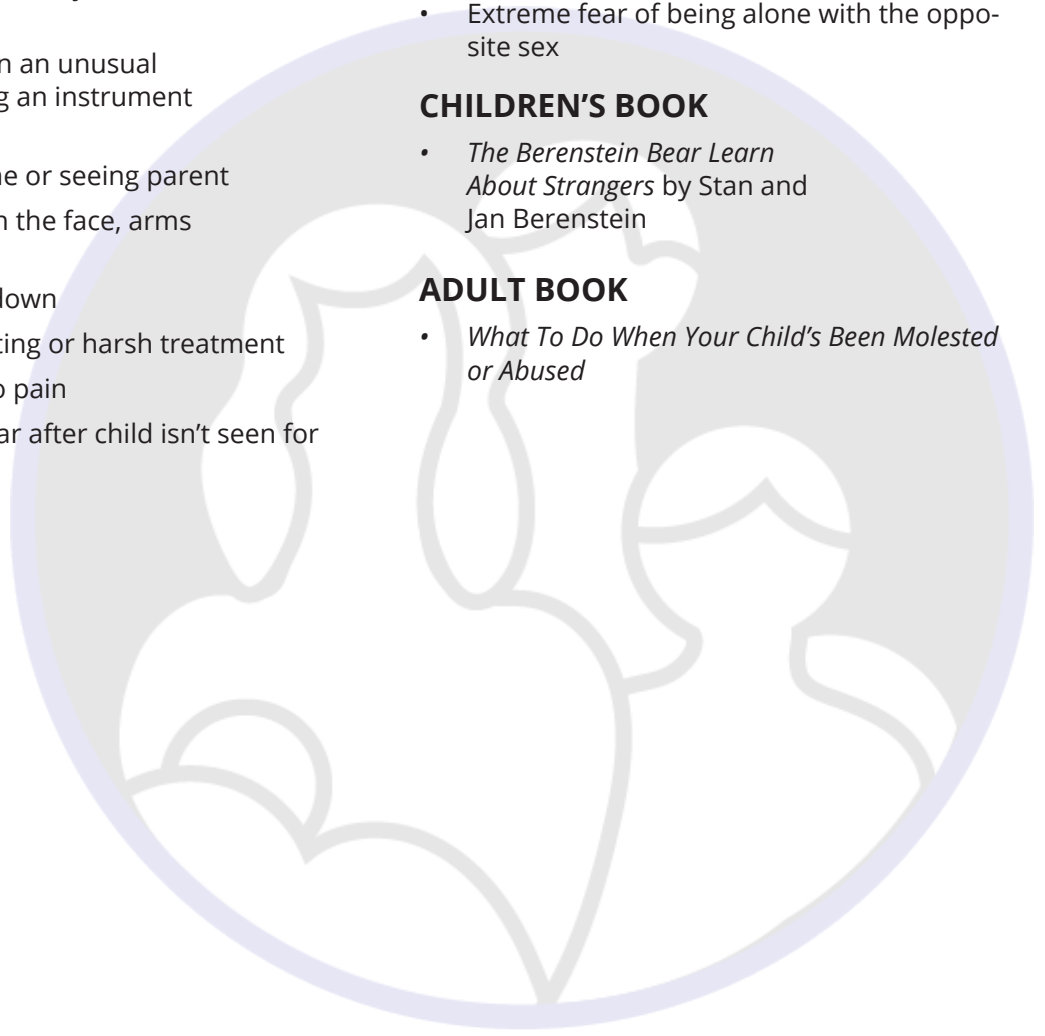 n an unusual
g an instrument
e or seeing parent
n the face, arms
down
ting or harsh treatment
o pain
ar after child isn't seen for
• Extreme fear of being alone with the oppo-
site sex
CHILDREN'S BOOK
• The Berenstein Bear Learn
About Strangers by Stan and
Jan Berenstein
ADULT BOOK
• What To Do When Your Child's Been Molested
or Abused